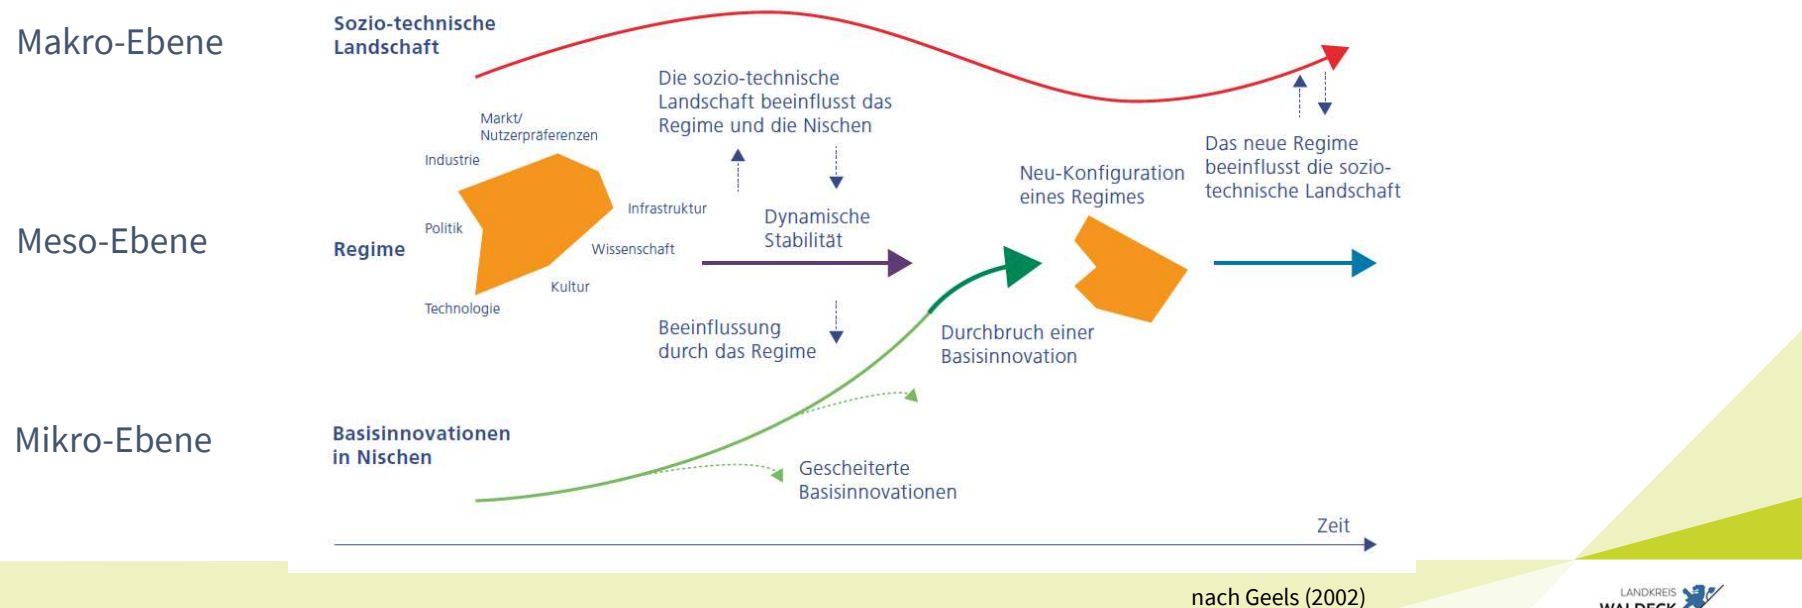 Makro-Ebene
Sozio-technische
Landschaft
Die sozio-technische
Landschaft beeinflusst das
Regime und die Nischen
Markt/
Nutzerpräferenzen
Industrie
Politik
Infrastruktur
Wissenschaft
Kultur
Technologie
Meso-Ebene
Regime
Dynamische
Stabilität
Neu-Konfiguration
eines Regimes
Das neue Regime
beeinflusst die sozio-
technische Landschaft
Beeinflussung
durch das Regime
Durchbruch einer
Basisinnovation
Mikro-Ebene
Basisinnovationen
in Nischen
Gescheiterte
Basisinnovationen
Zeit
nach Geels (2002)
LANDKREIS
WALDECK